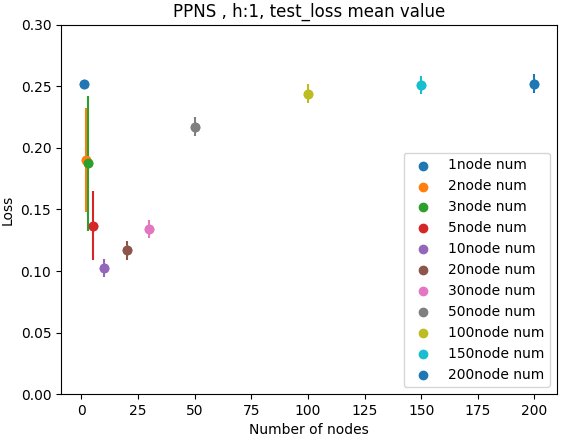 PPNS , h:1, test_loss mean value
0.30
0.25
0.20
0.15
0.10
0.05
0.00
Loss
1node num
2node num
3node num
5node num
10node num
20node num
30node num
50node num
100node num
150node num
200node num
0 25 50 75 100 125 150 175 200
Number of nodes